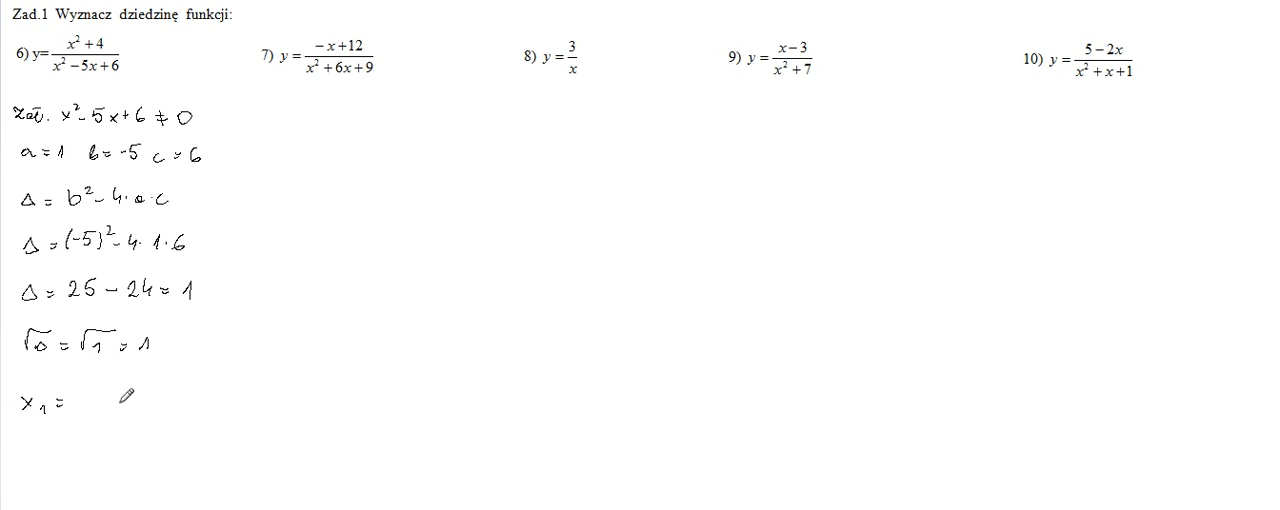 Zad.1 Wyznacz dziedzinę funkcji:
6) y= x² + 4 / x² − 5x + 6
7) y = −x + 12 / x² + 6x + 9
8) y = 3 / x
9) y = x − 3 / x² + 7
10) y = 5 − 2x / x² + x + 1
Zał. x² - 5x + 6 ≠ 0
a = 1 b = -5 c = 6
Δ = b² - 4·a·c
Δ = (-5)² - 4·1·6
Δ = 25 - 24 = 1
√Δ = √1 = 1
x₁ =